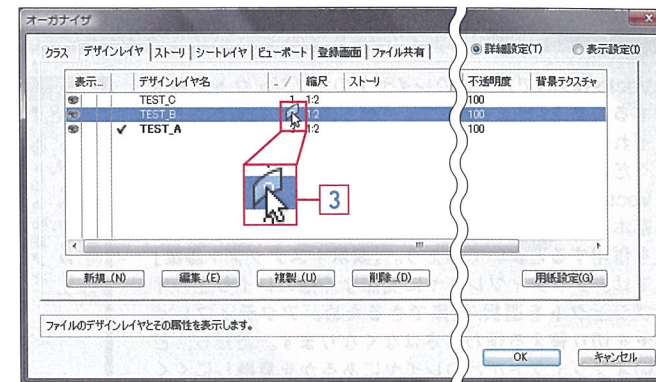 オーガナイザ
クラス デザインレイヤ ストーリ シートレイヤ ビューポート 登録画面 ファイル共有 詳細設定(T) 表示設定(I)
表示... デザインレイヤ名 .. / 縮尺 ストーリ 不透明度 背景テクスチャ
TEST_C 1 1:2 100
TEST_B 1:2 100
✓ TEST_A 3 1:2 100
3
新規...(N) 編集...(E) 複製...(U) 削除...(D) 用紙設定(G)
ファイルのデザインレイヤとその属性を表示します。
OK キャンセル